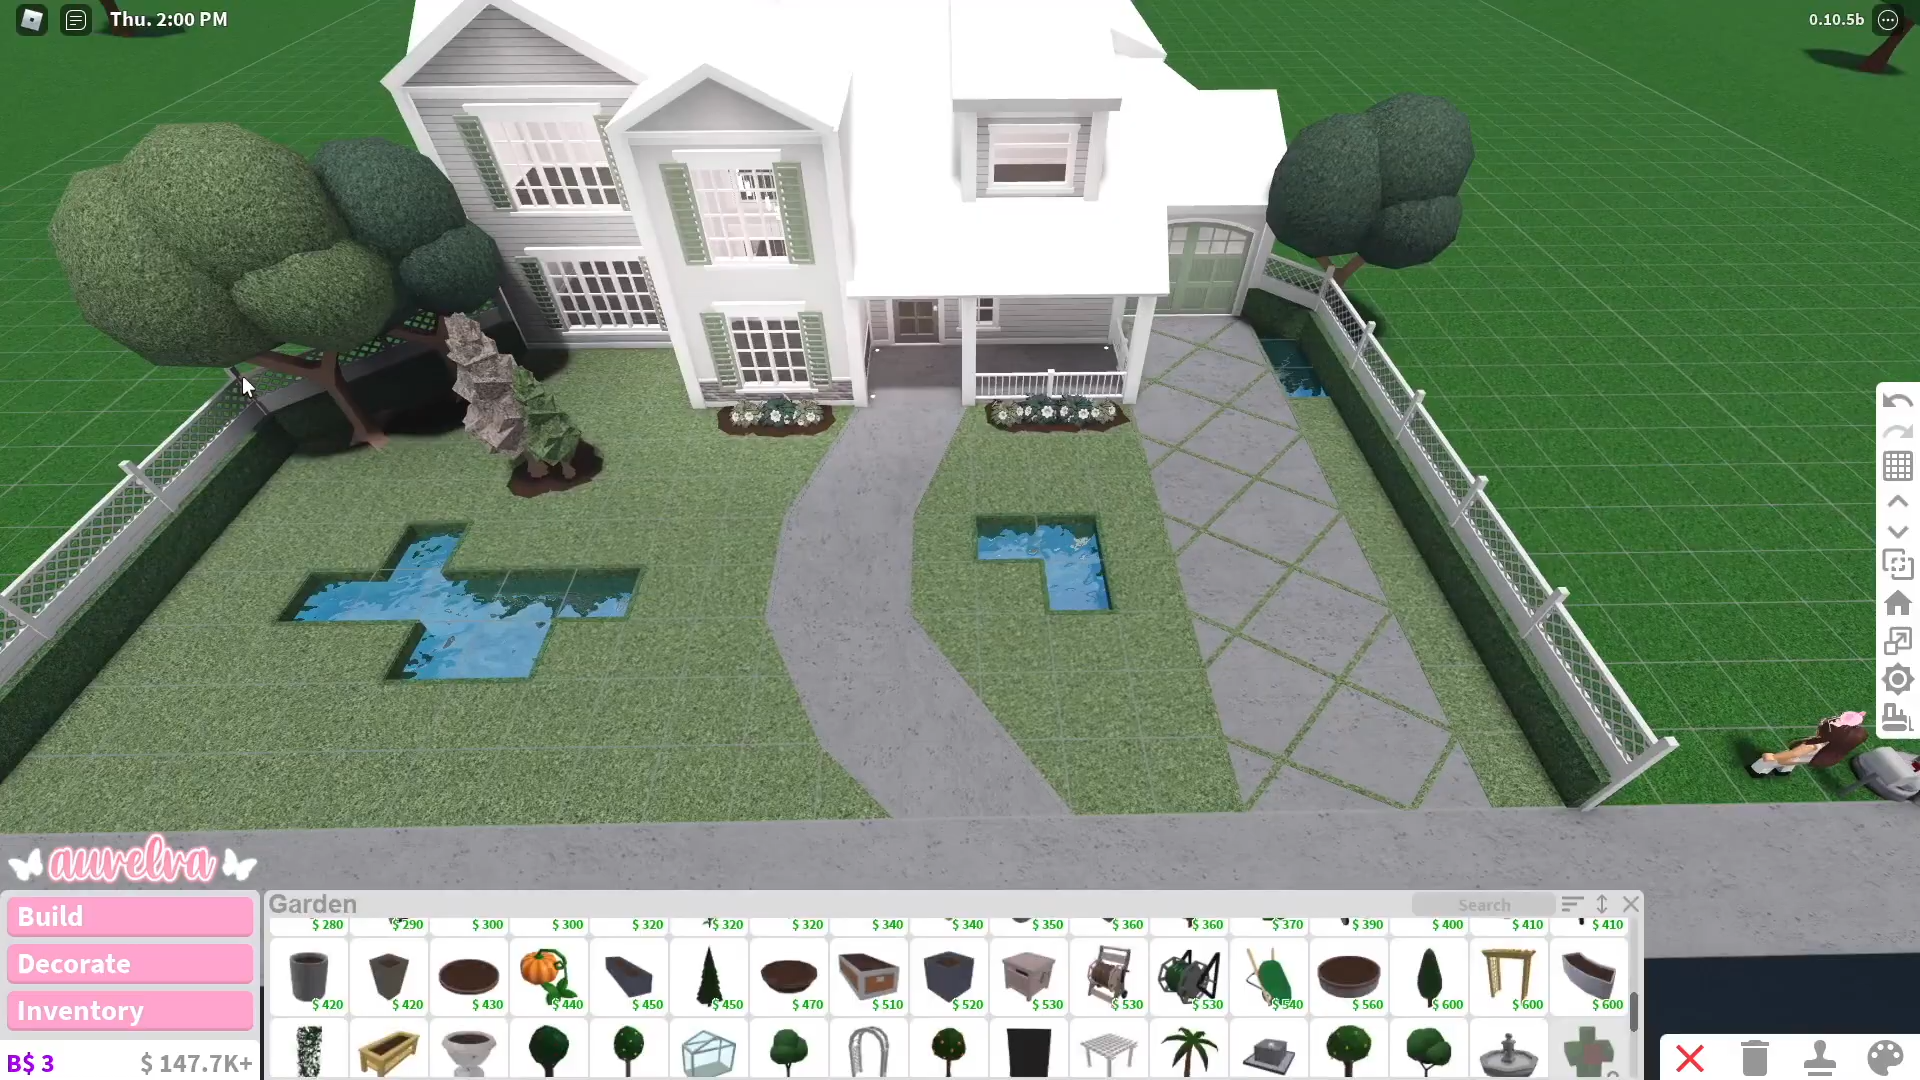 Thu. 2:00 PM
0.10.5b
aurelva
Build
Decorate
Inventory
B$ 3
$ 147.7K+
Garden
Search
$ 280 $ 290 $ 300 $ 300 $ 320 $ 320 $ 320 $ 340 $ 340 $ 350 $ 360 $ 360 $ 370 $ 390 $ 400 $ 410 $ 410
$ 420 $ 420 $ 430 $ 440 $ 450 $ 450 $ 470 $ 510 $ 520 $ 530 $ 530 $ 530 $ 540 $ 560 $ 600 $ 600 $ 600